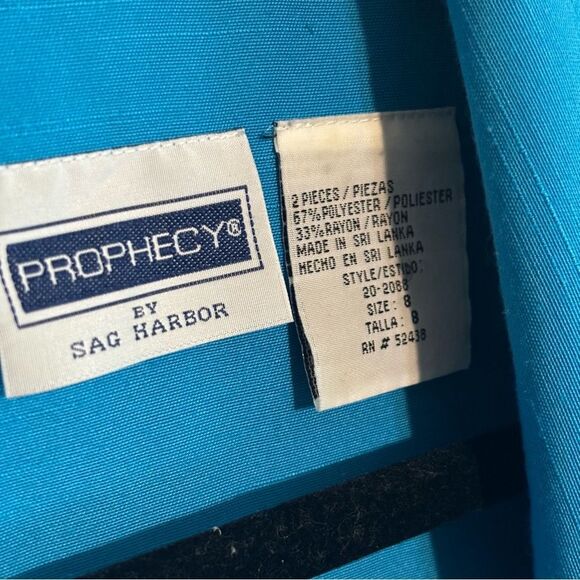 PROPHECY®
BY
SAG HARBOR
2 PIECES / PIEZAS
67% POLYESTER / POLIESTER
33% RAYON / RAYON
MADE IN SRI LANKA
HECHO EN SRI LANKA
STYLE/ESTIDO:
20-2088
SIZE: 8
TALLA: 8
RN # 52438